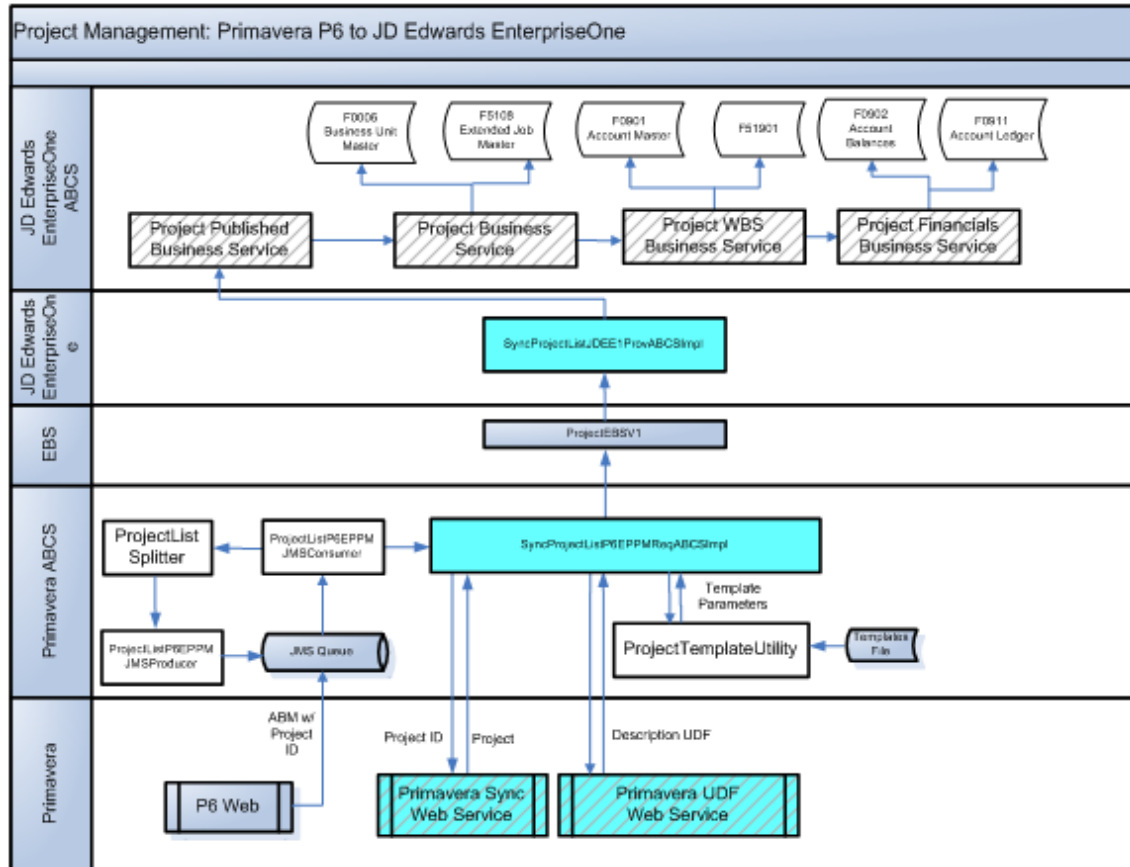 Project Management: Primavera P6 to JD Edwards EnterpriseOne
JD Edwards
EnterpriseOne
ABCS
F0006
Business Unit
Master
F5108
Extended Job
Master
F0901
Account Master
F51901
F0902
Account
Balances
F0911
Account Ledger
Project Published
Business Service
Project Business
Service
Project WBS
Business Service
Project Financials
Business Service
JD Edwards
EnterpriseOn
e
SyncProjectListJDEE1ProvABCSImpl
EBS
ProjectEBSV1
Primavera ABCS
ProjectList
Splitter
ProjectListP6EPPM
JMSConsumer
SyncProjectListP6EPPMReqABCSImpl
Template
Parameters
ProjectListP6EPPM
JMSProducer
JMS Queue
ProjectTemplateUtility
Templates
File
Primavera
ABM w/
Project
ID
Project ID
Project
Description UDF
P6 Web
Primavera Sync
Web Service
Primavera UDF
Web Service